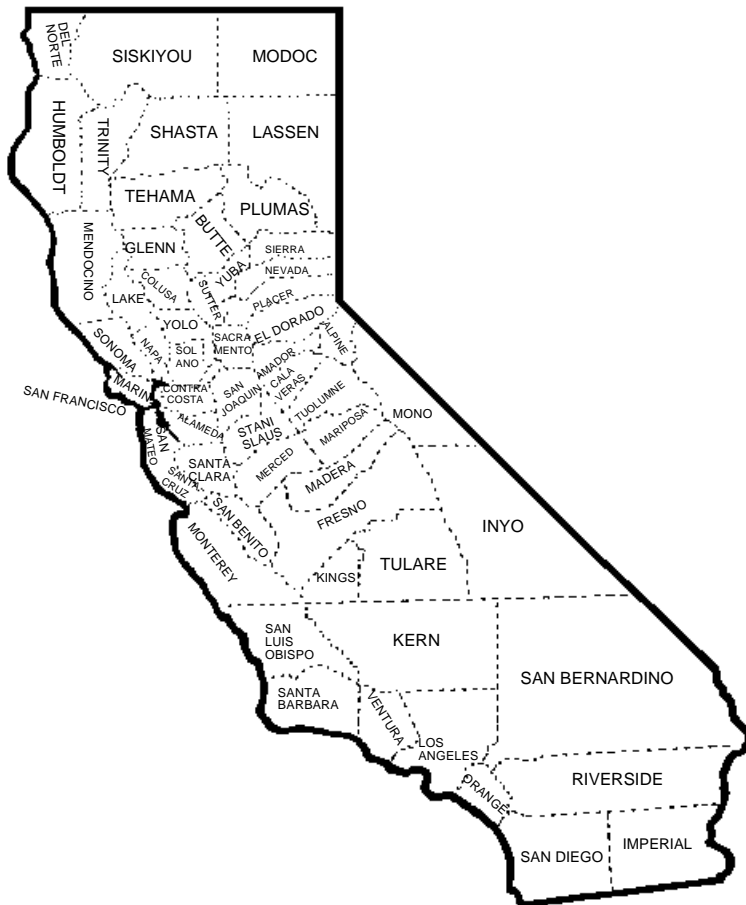 DEL
NORTE
SISKIYOU
MODOC
HUMBOLDT
TRINITY
SHASTA
LASSEN
TEHAMA
PLUMAS
MENDOCINO
GLENN
BUTTE
SIERRA
YUBA
NEVADA
COLUSA
LAKE
SUTTER
PLACER
YOLO
EL DORADO
SONOMA
NAPA
SOL
ANO
SACRA
MENTO
ALPINE
AMADOR
MARIN
CONTRA
COSTA
SAN
JOAQUIN
CALA
VERAS
TUOLUMNE
SAN FRANCISCO
MONO
ALAMEDA
STANI
SLAUS
MARIPOSA
SAN
MATEO
SANTA
CLARA
MERCED
MADERA
SANTA
CRUZ
SAN BENITO
FRESNO
INYO
MONTEREY
KINGS
TULARE
SAN
LUIS
OBISPO
KERN
SAN BERNARDINO
SANTA
BARBARA
VENTURA
LOS
ANGELES
ORANGE
RIVERSIDE
SAN DIEGO
IMPERIAL